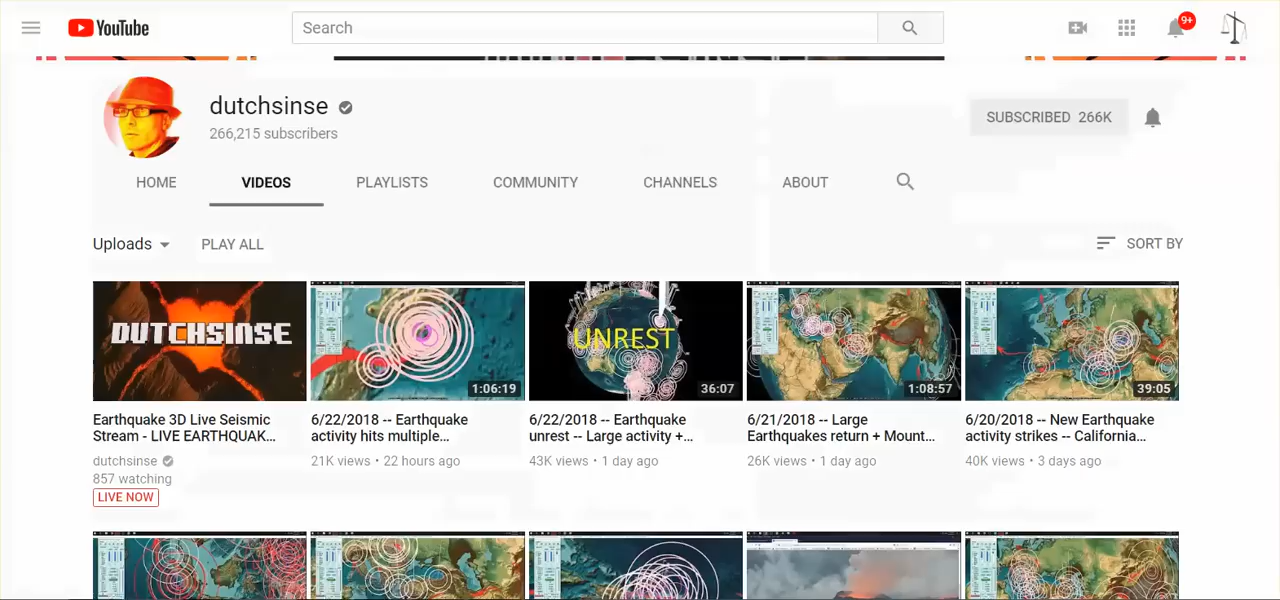 YouTube
Search
9+
dutchsinse
266,215 subscribers
SUBSCRIBED 266K
HOME
VIDEOS
PLAYLISTS
COMMUNITY
CHANNELS
ABOUT
Uploads
PLAY ALL
SORT BY
DUTCHSINSE
1:06:19
UNREST
36:07
1:08:57
39:05
Earthquake 3D Live Seismic
Stream - LIVE EARTHQUAK...
dutchsinse
857 watching
LIVE NOW
6/22/2018 -- Earthquake
activity hits multiple...
21K views • 22 hours ago
6/22/2018 -- Earthquake
unrest -- Large activity +...
43K views • 1 day ago
6/21/2018 -- Large
Earthquakes return + Mount...
26K views • 1 day ago
6/20/2018 -- New Earthquake
activity strikes -- California...
40K views • 3 days ago